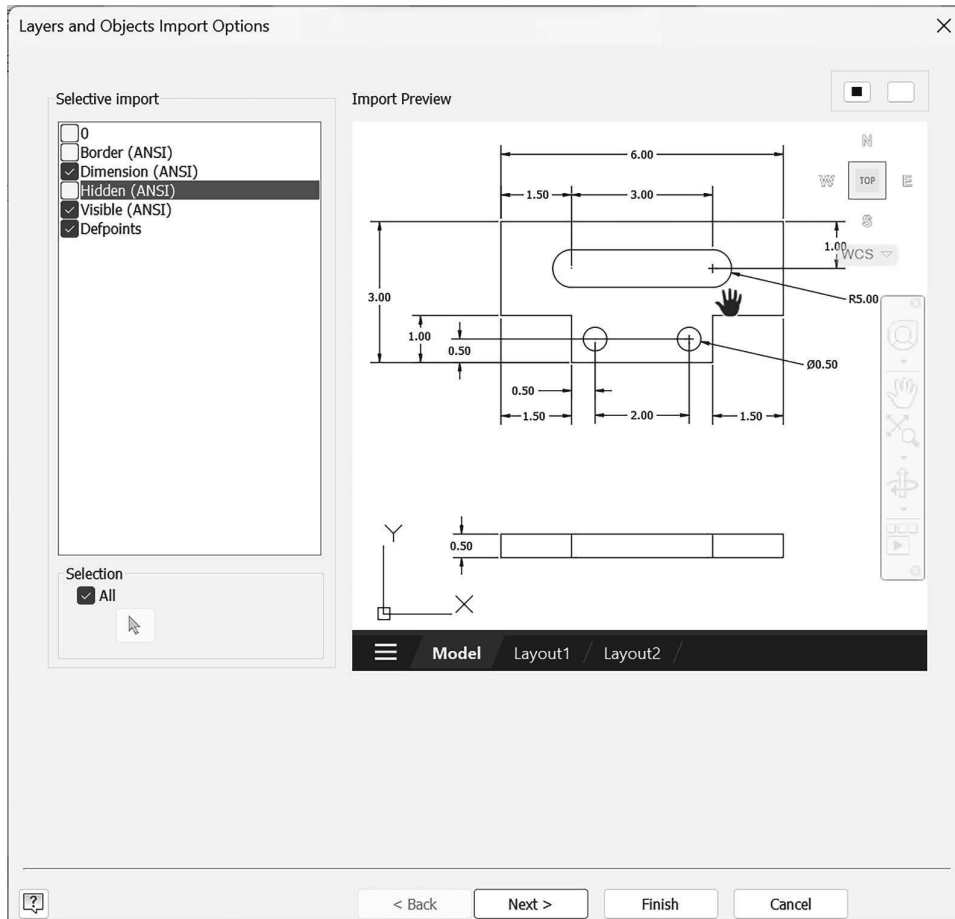 Layers and Objects Import Options
Selective import
0
Border (ANSI)
Dimension (ANSI)
Hidden (ANSI)
Visible (ANSI)
Defpoints
Selection
All
Import Preview
N
W TOP E
S
WCS
6.00
1.50 3.00
1.00
3.00
R5.00
1.00
0.50
Ø0.50
0.50
1.50 2.00 1.50
0.50
Y
X
Model Layout1 / Layout2 /
? < Back Next > Finish Cancel